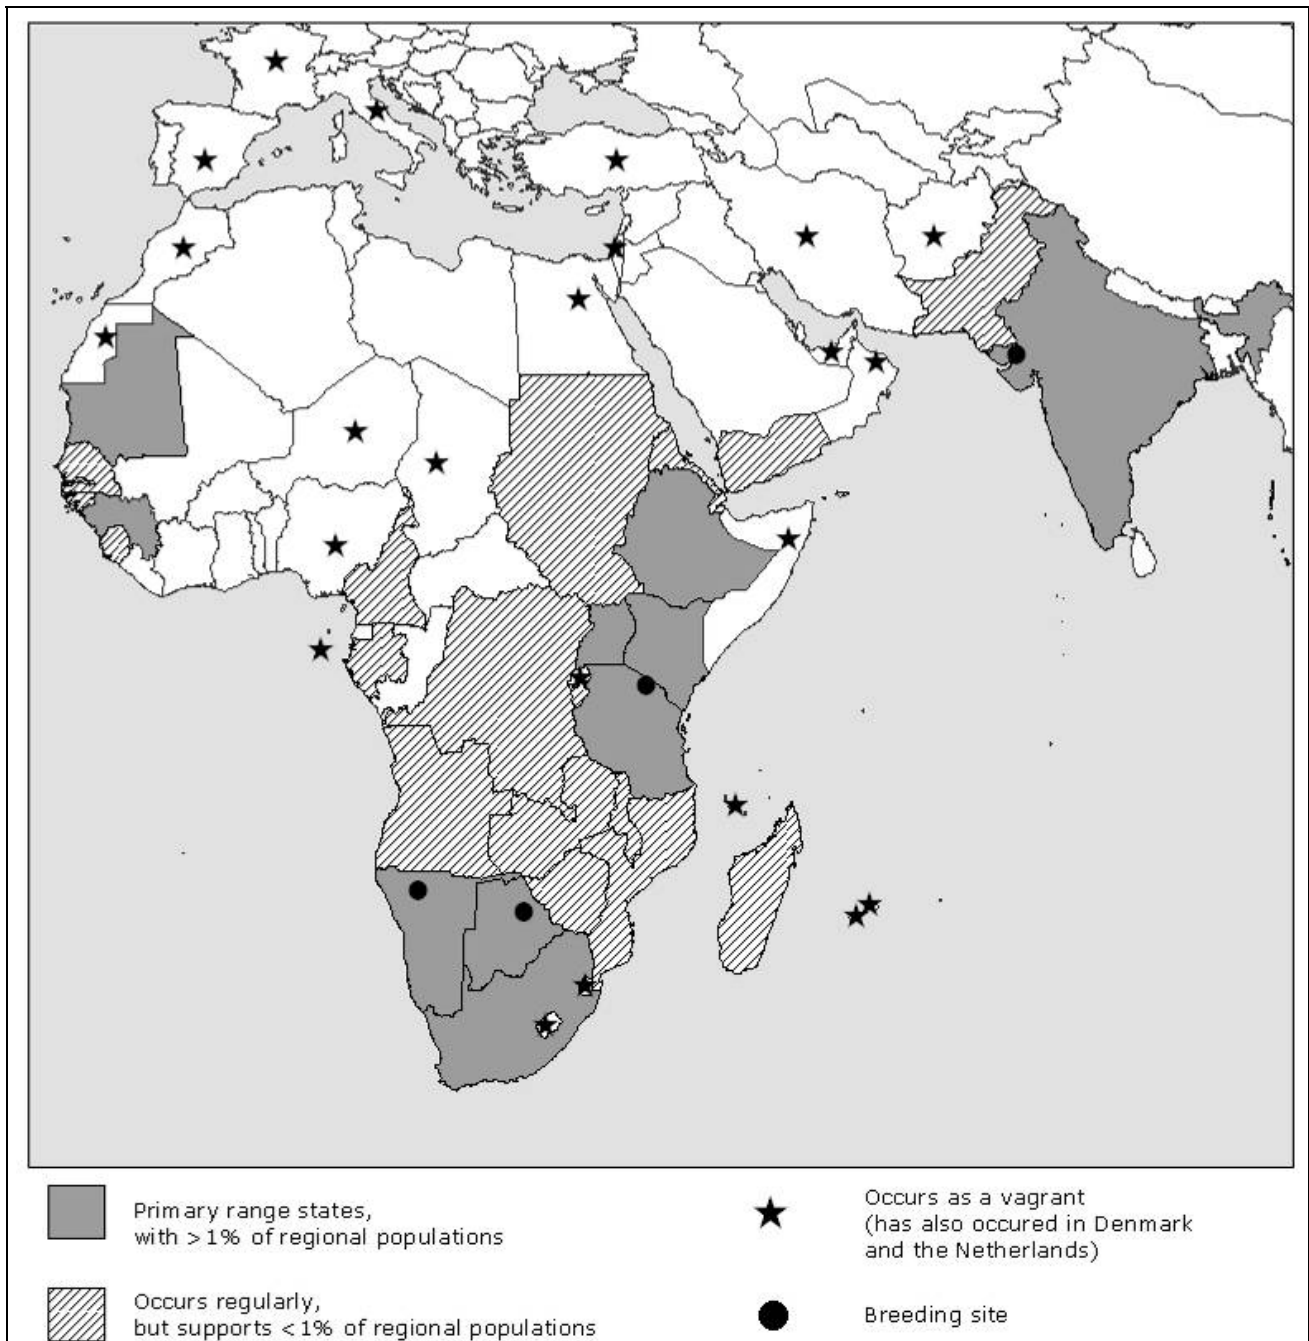 Primary range states,
with >1% of regional populations
Occurs regularly,
but supports <1% of regional populations
Occurs as a vagrant
(has also occured in Denmark
and the Netherlands)
Breeding site